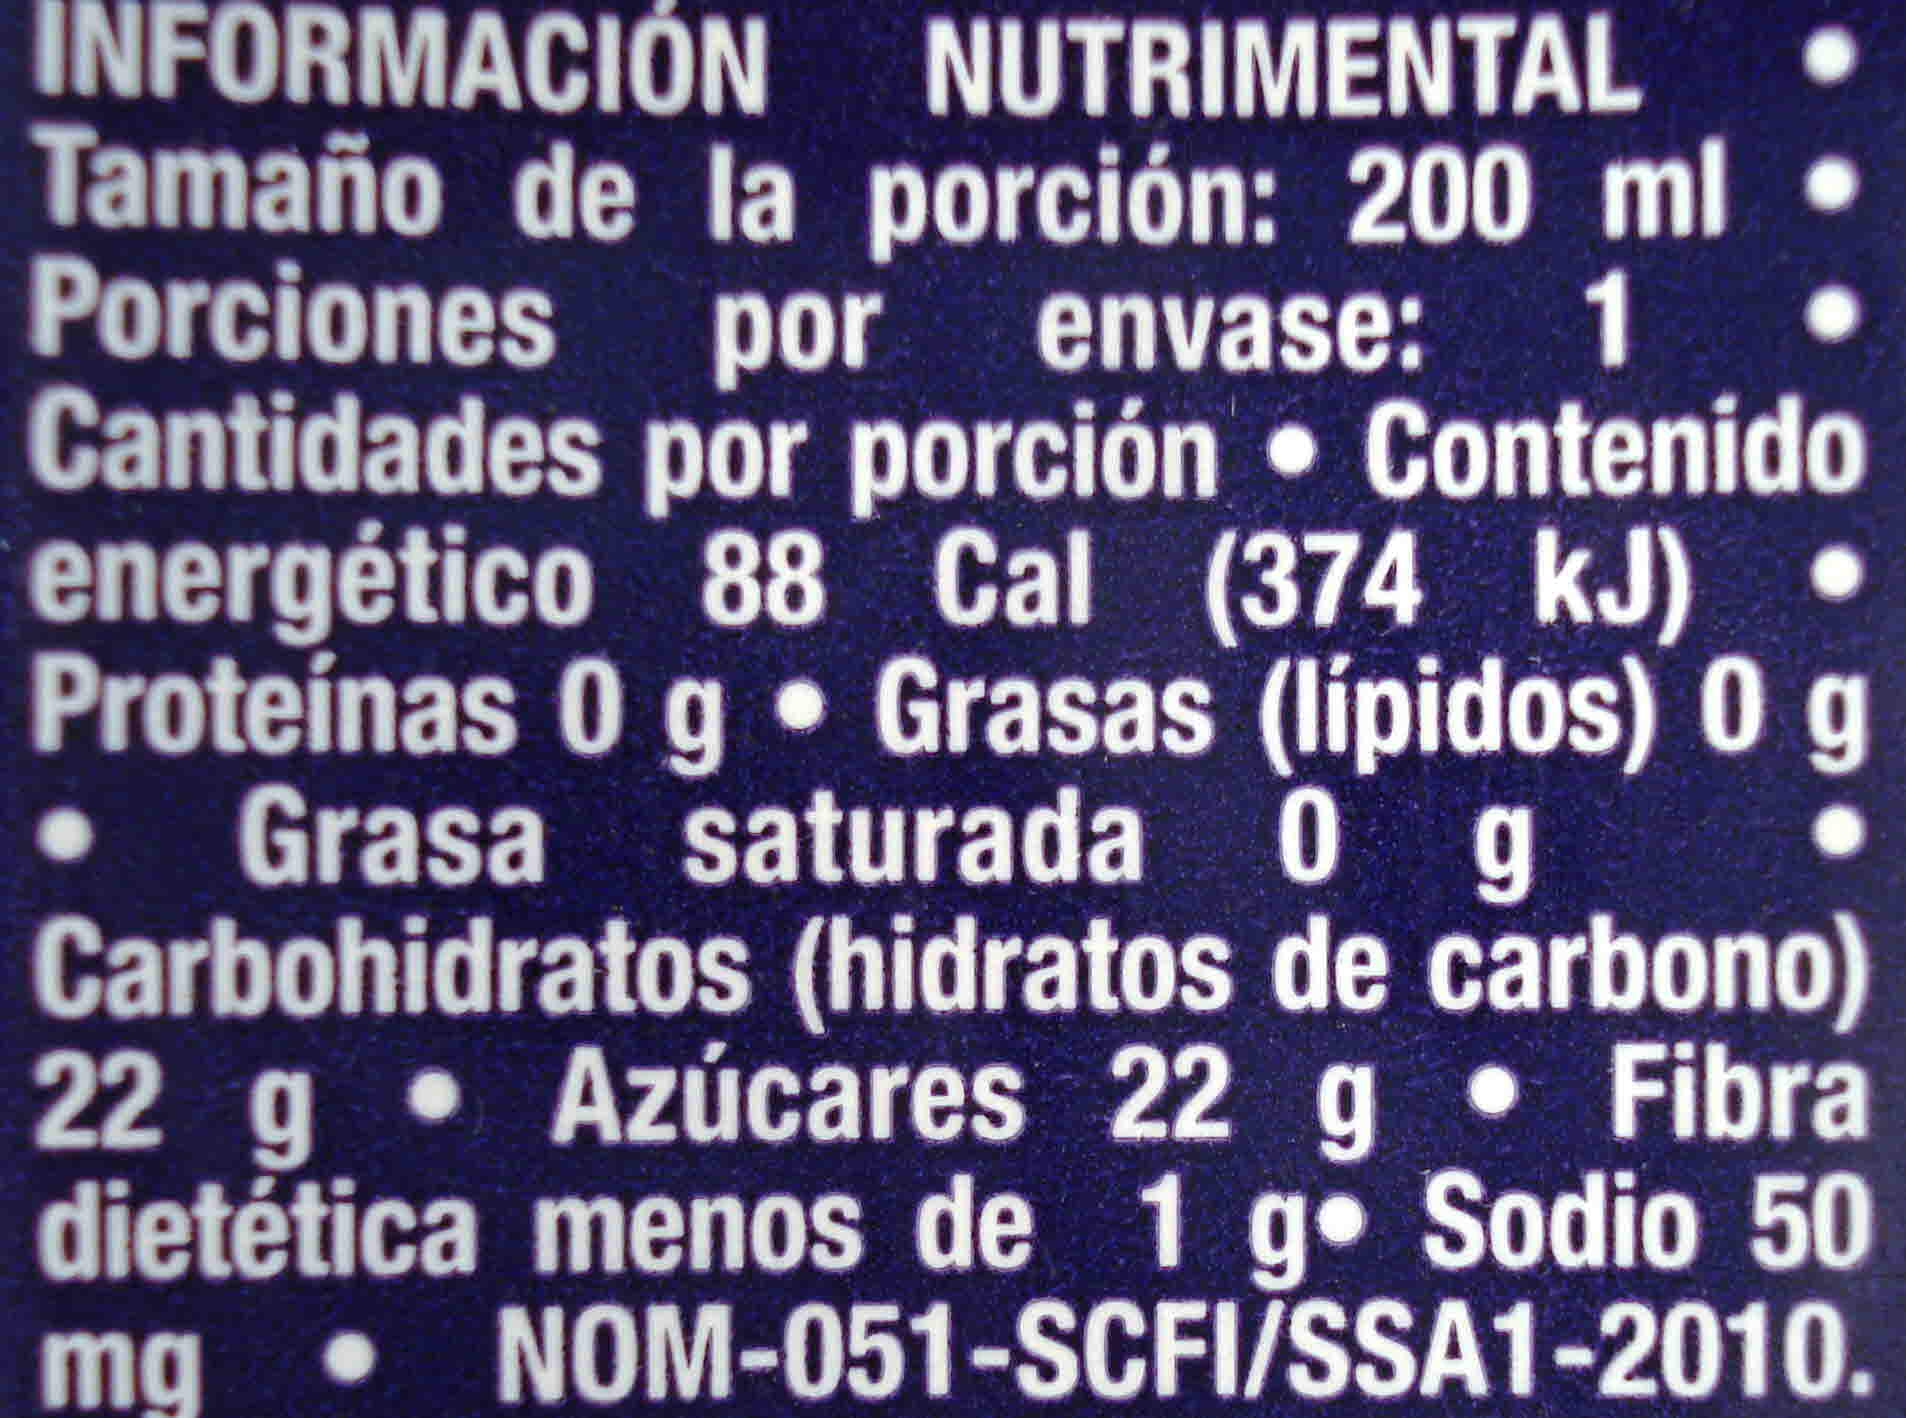 INFORMACIÓN NUTRIMENTAL •
Tamaño de la porción: 200 ml •
Porciones por envase: 1 •
Cantidades por porción • Contenido
energético 88 Cal (374 kJ) •
Proteínas 0 g • Grasas (lípidos) 0 g
• Grasa saturada 0 g •
Carbohidratos (hidratos de carbono)
22 g • Azúcares 22 g • Fibra
dietética menos de 1 g• Sodio 50
mg • NOM-051-SCFI/SSA1-2010.